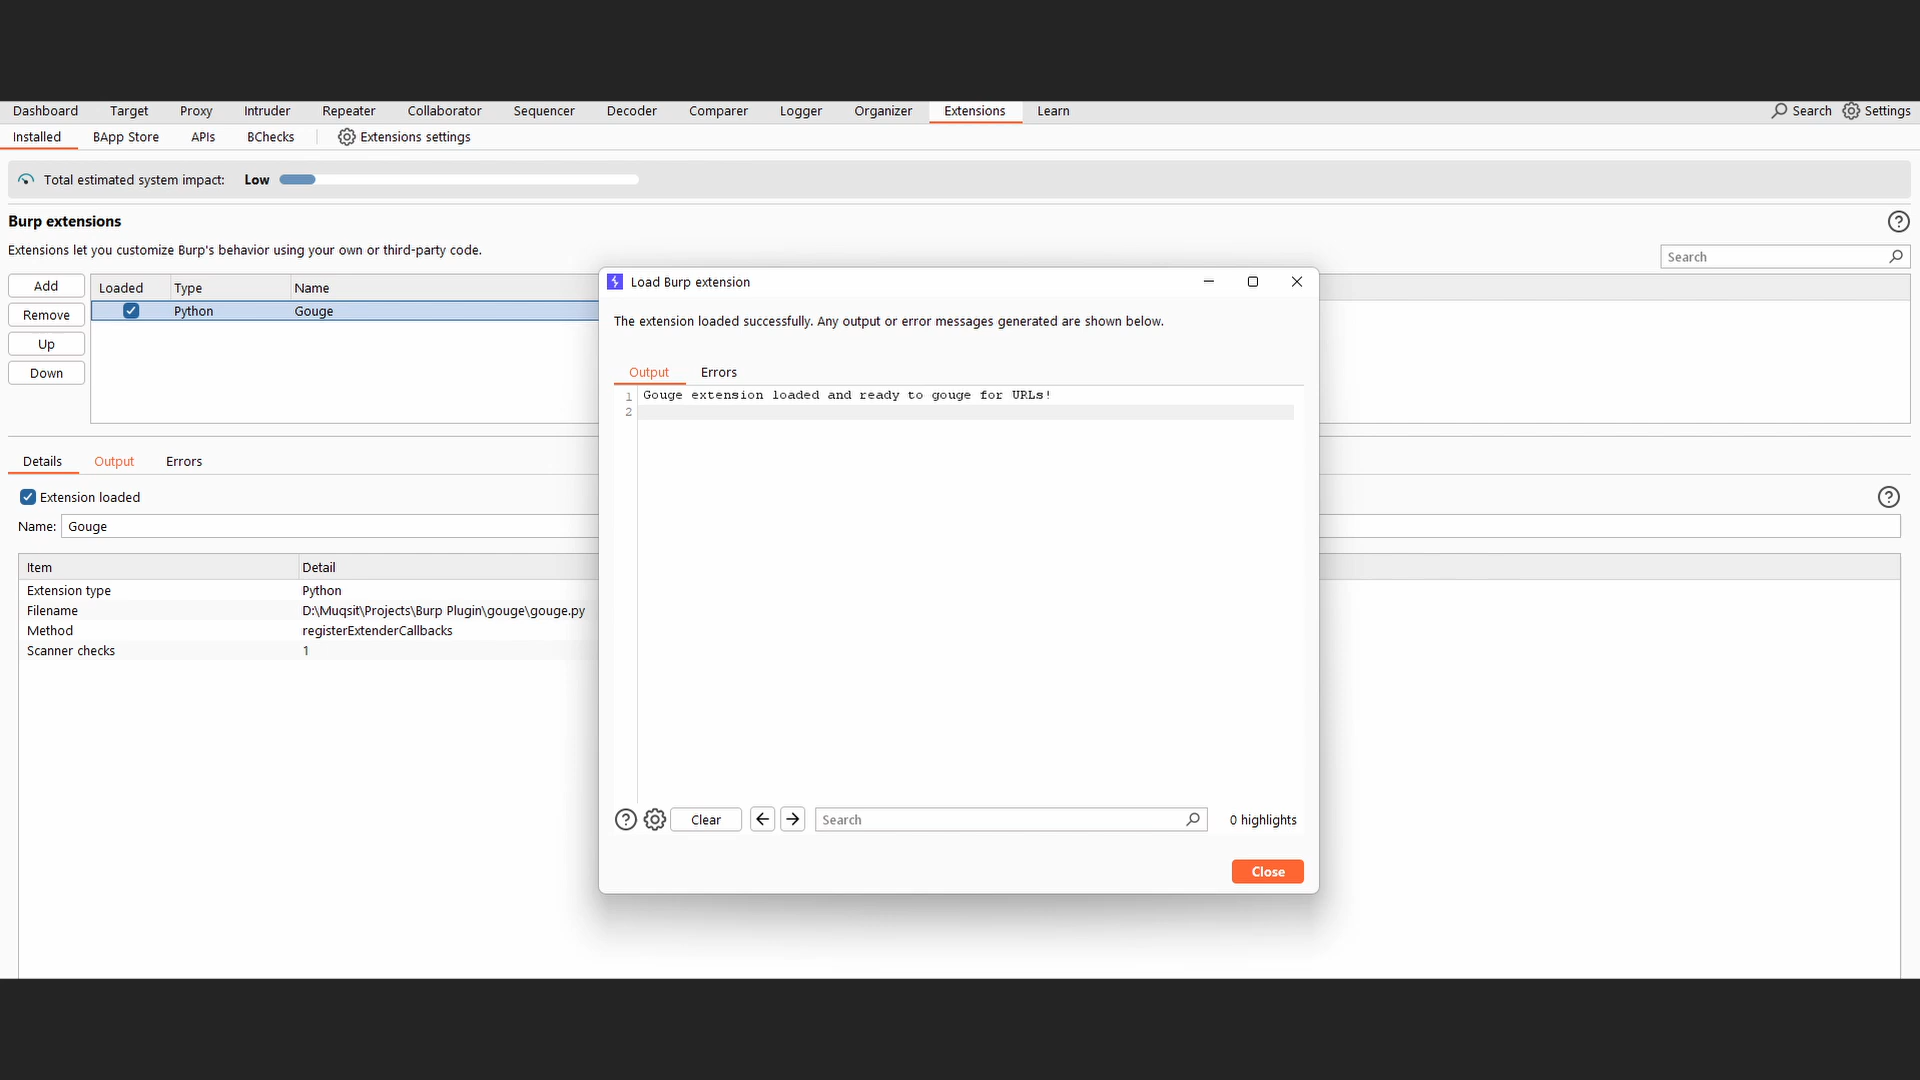 Dashboard Target Proxy Intruder Repeater Collaborator Sequencer Decoder Comparer Logger Organizer Extensions Learn Search Settings
Installed BApp Store APIs BChecks Extensions settings
Total estimated system impact: Low
Burp extensions
Extensions let you customize Burp's behavior using your own or third-party code.
Search
Add
Remove
Up
Down
Loaded Type Name
Python Gouge
Details Output Errors
Extension loaded
Name: Gouge
Item Detail
Extension type Python
Filename D:\Muqsit\Projects\Burp Plugin\gouge\gouge.py
Method registerExtenderCallbacks
Scanner checks 1
Load Burp extension
The extension loaded successfully. Any output or error messages generated are shown below.
Output Errors
1 Gouge extension loaded and ready to gouge for URLs!
2
Clear Search 0 highlights
Close